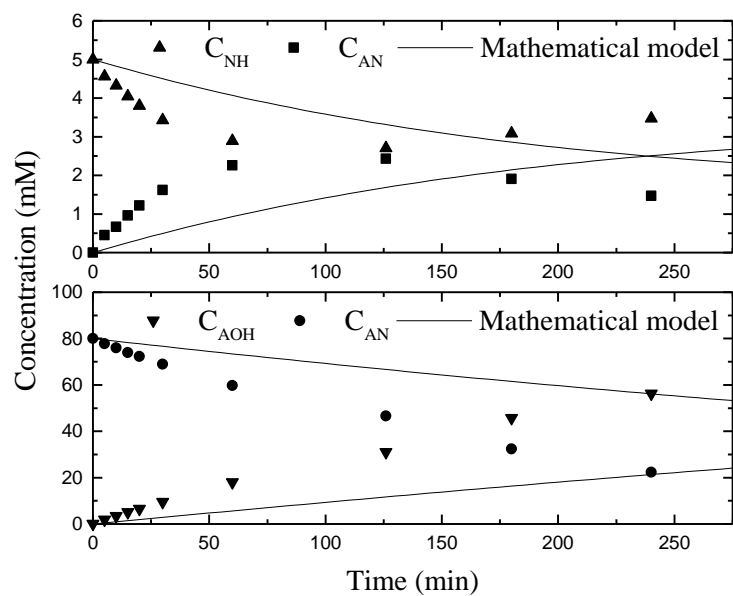 6
C_NH C_AN Mathematical model
5
4
3
2
1
0
0 50 100 150 200 250
100
C_AOH C_AN Mathematical model
80
60
40
20
0
0 50 100 150 200 250
Concentration (mM)
Time (min)